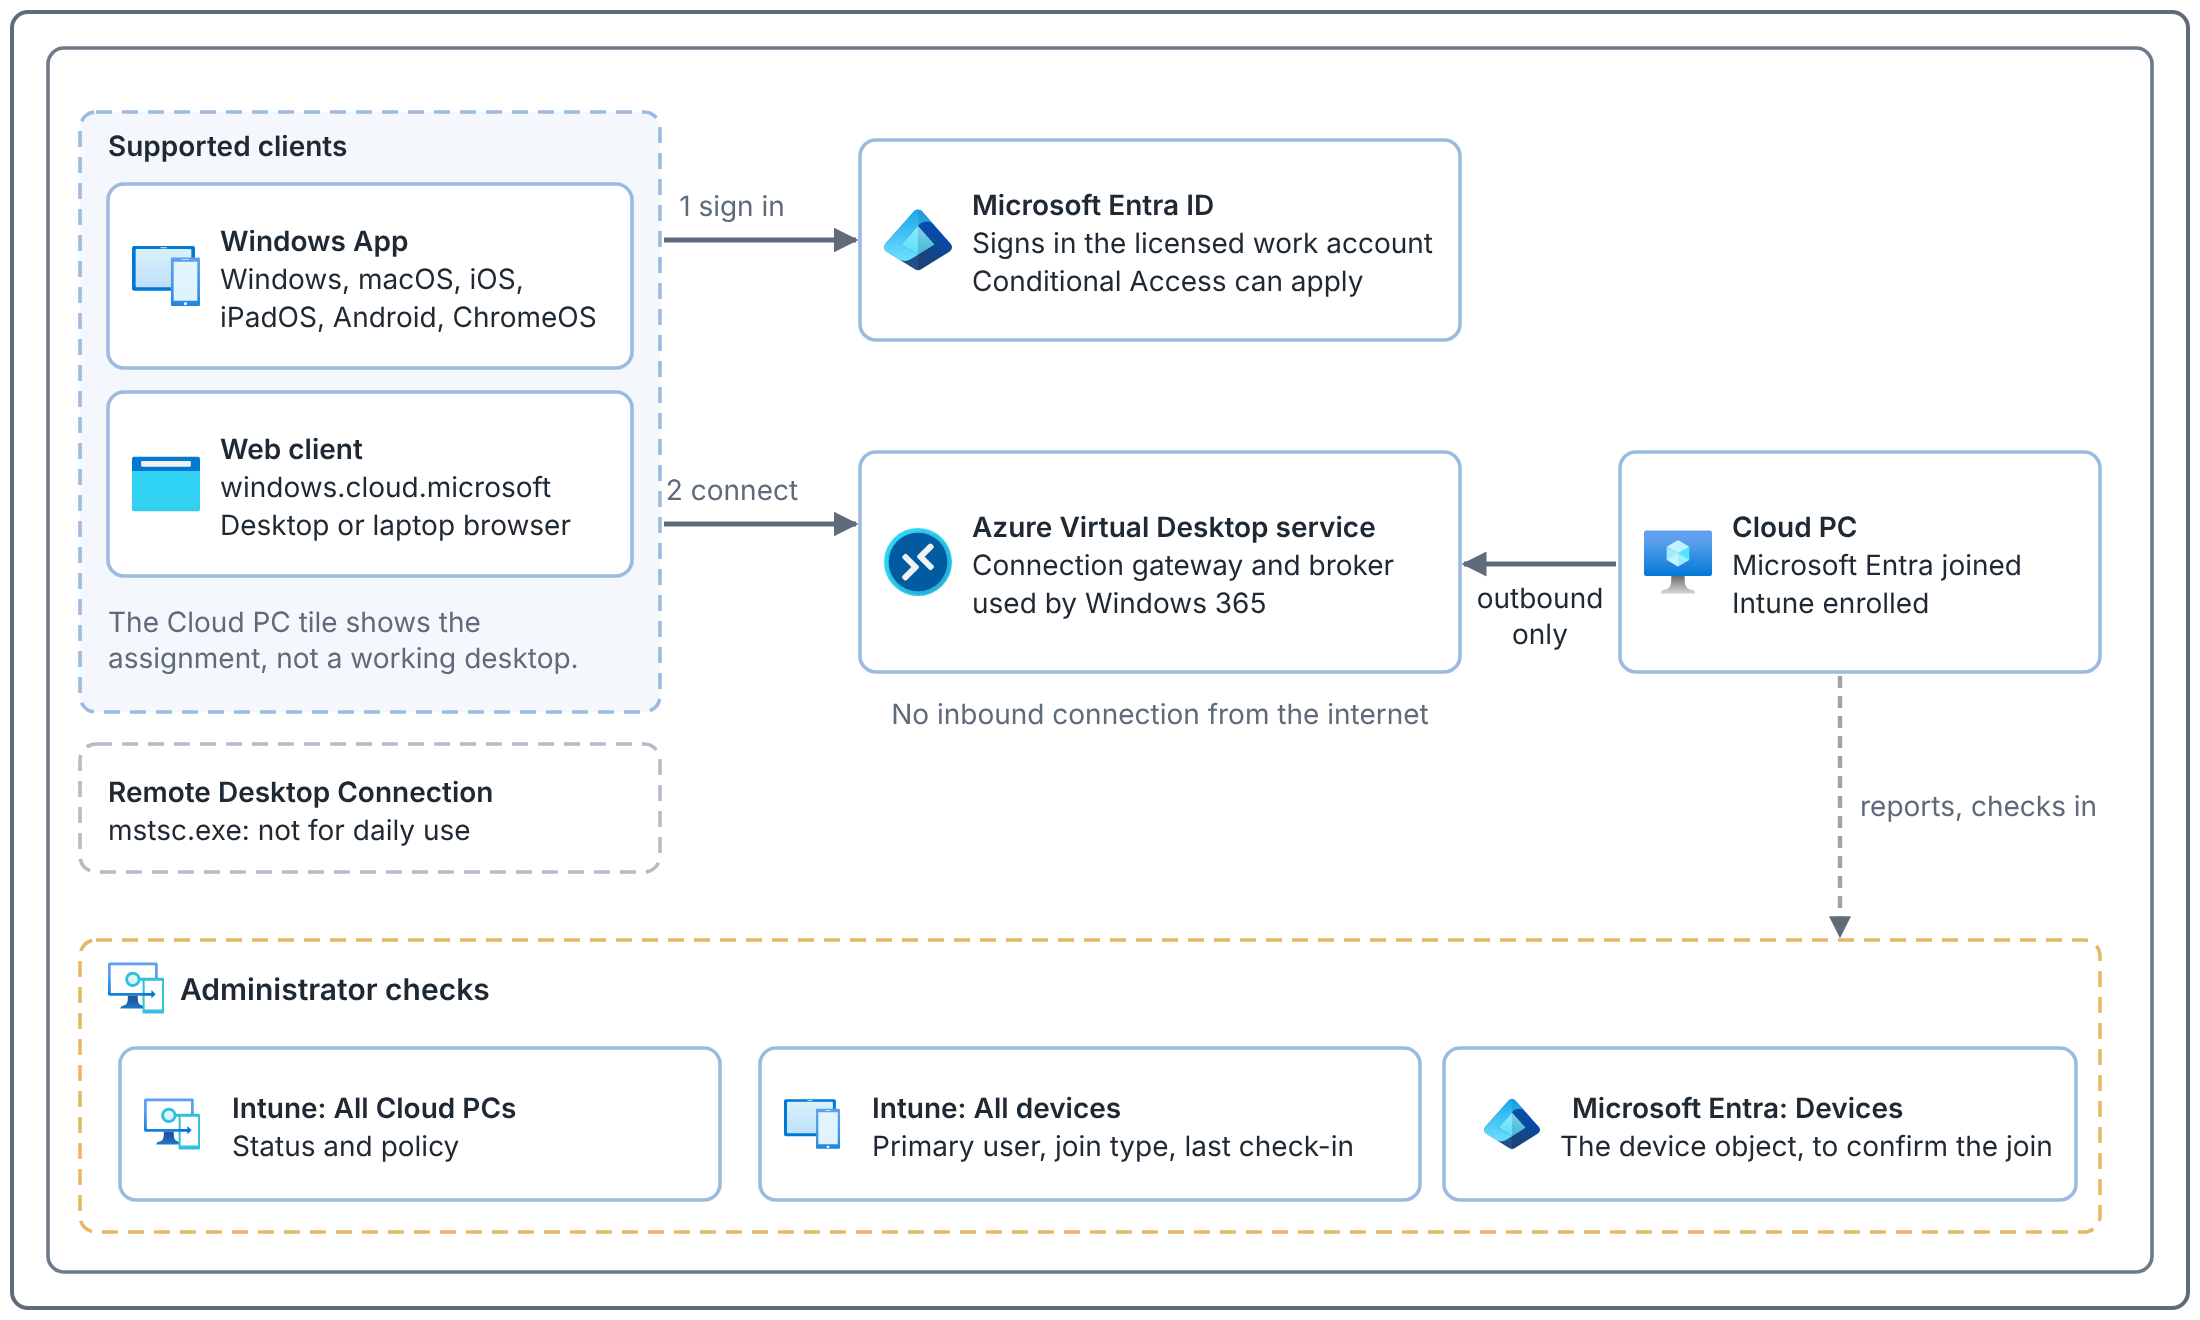 Supported clients
Windows App
Windows, macOS, iOS,
iPadOS, Android, ChromeOS
Web client
windows.cloud.microsoft
Desktop or laptop browser
The Cloud PC tile shows the
assignment, not a working desktop.
1 sign in
Microsoft Entra ID
Signs in the licensed work account
Conditional Access can apply
2 connect
Azure Virtual Desktop service
Connection gateway and broker
used by Windows 365
No inbound connection from the internet
outbound
only
Cloud PC
Microsoft Entra joined
Intune enrolled
Remote Desktop Connection
mstsc.exe: not for daily use
reports, checks in
Administrator checks
Intune: All Cloud PCs
Status and policy
Intune: All devices
Primary user, join type, last check-in
Microsoft Entra: Devices
The device object, to confirm the join